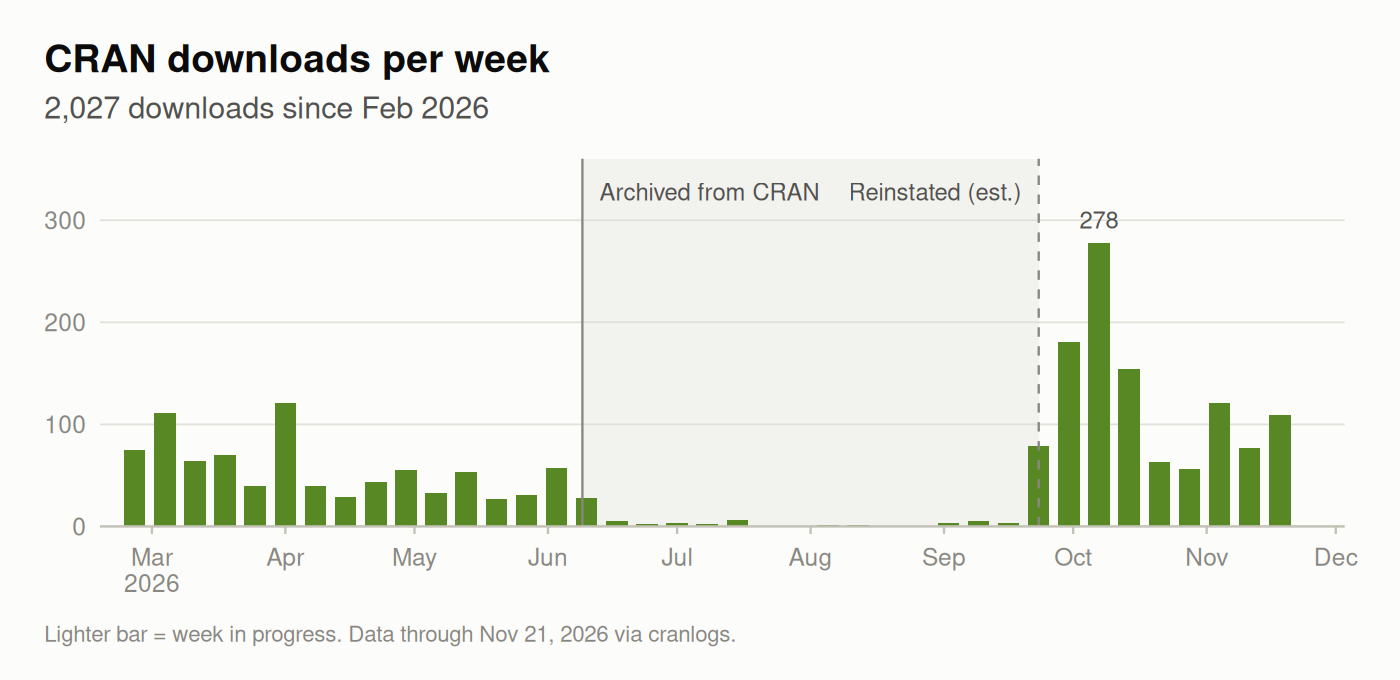 CRAN downloads per week
2,027 downloads since Feb 2026
Archived from CRAN Reinstated (est.)
300
278
200
100
0
Mar Apr May Jun Jul Aug Sep Oct Nov Dec
2026
Lighter bar = week in progress. Data through Nov 21, 2026 via cranlogs.